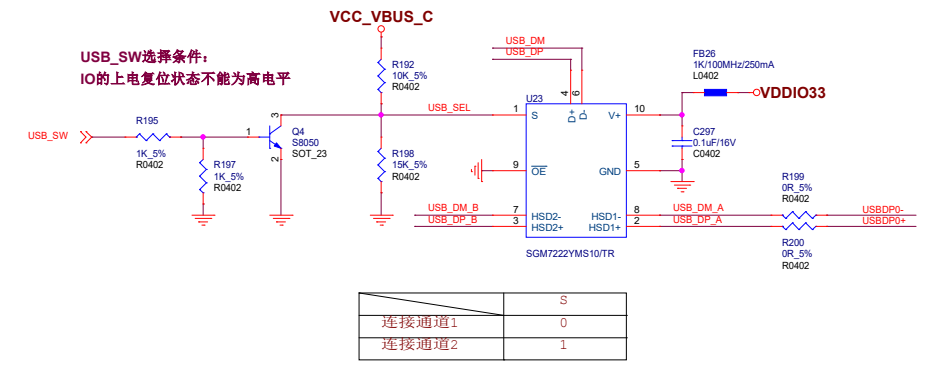 VCC_VBUS_C
USB_SW选择条件：
IO的上电复位状态不能为高电平
R192
10K_5%
R0402
USB_DM
USB_DP
FB26
1K/100MHz/250mA
L0402
VDDIO33
USB_SW
R195
1K_5%
R0402
R197
1K_5%
R0402
1
3
2
Q4
S8050
SOT_23
USB_SEL
R198
15K_5%
R0402
U23
4
6
D+
D-
1
S
V+
10
9
OE
GND
5
C297
0.1uF/16V
C0402
USB_DM_B
7
HSD2-
HSD1-
8
USB_DM_A
USB_DP_B
3
HSD2+
HSD1+
2
USB_DP_A
SGM7222YMS10/TR
R199
0R_5%
R0402
USBDP0-
USBDP0+
R200
0R_5%
R0402
S
连接通道1 0
连接通道2 1